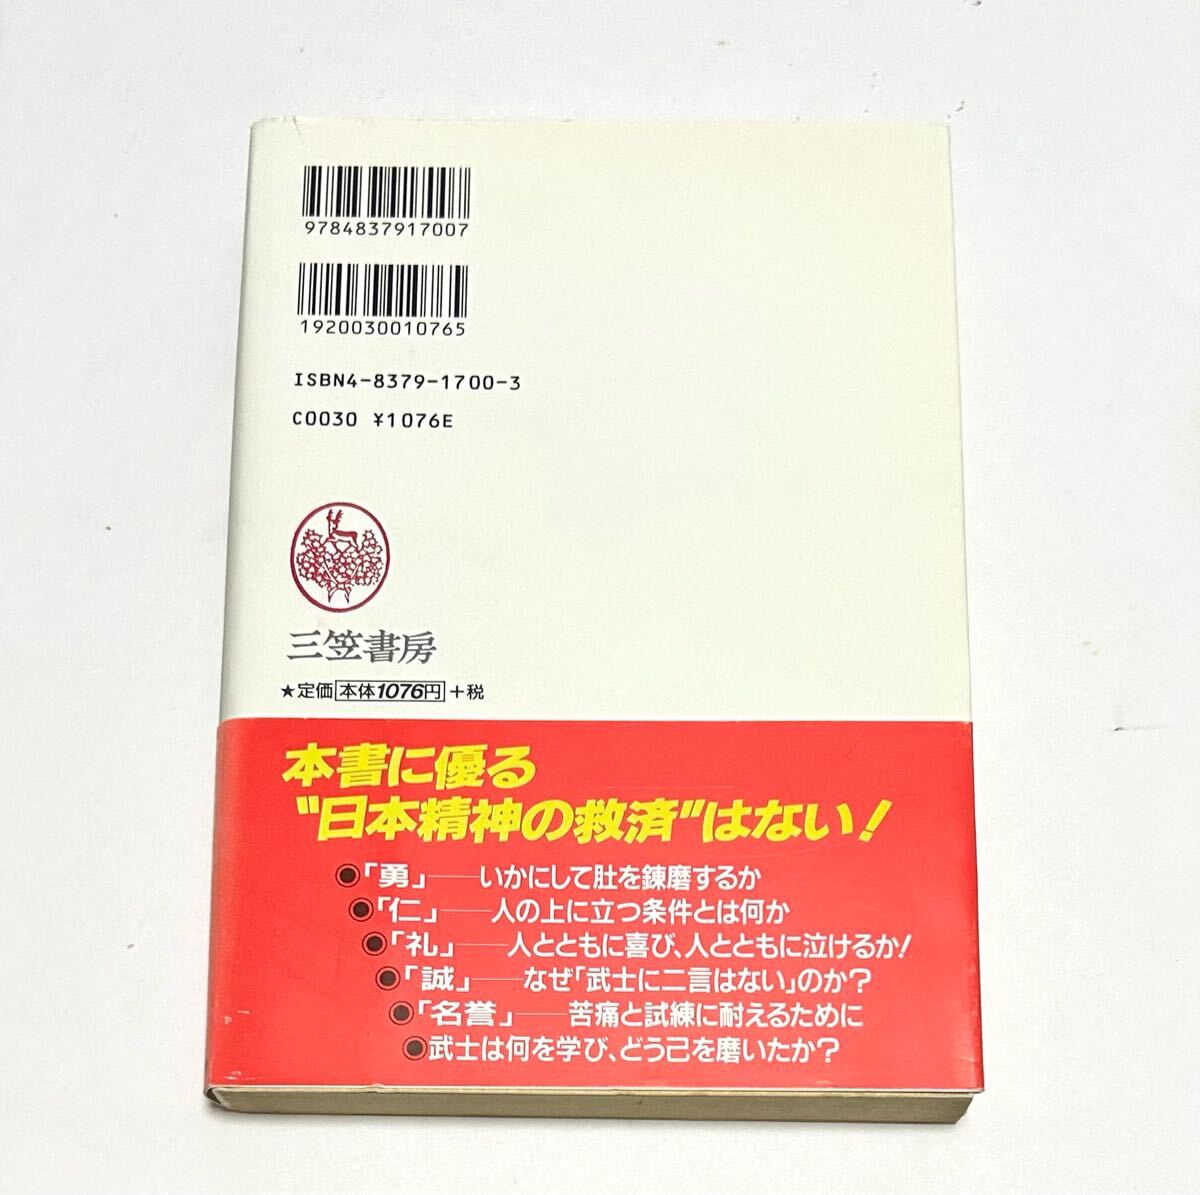 9784837917007
1920030010765
ISBN4-8379-1700-3
C0030 ¥1076E
三笠書房
★定価 本体1076円 +税
本書に優る
“日本精神の救済”はない!
●「勇」──いかにして肚を錬磨するか
●「仁」──人の上に立つ条件とは何か
●「礼」──人とともに喜び、人とともに泣けるか!
●「誠」──なぜ「武士に二言はない」のか?
●「名誉」──苦痛と試練に耐えるために
●武士は何を学び、どう己を磨いたか?